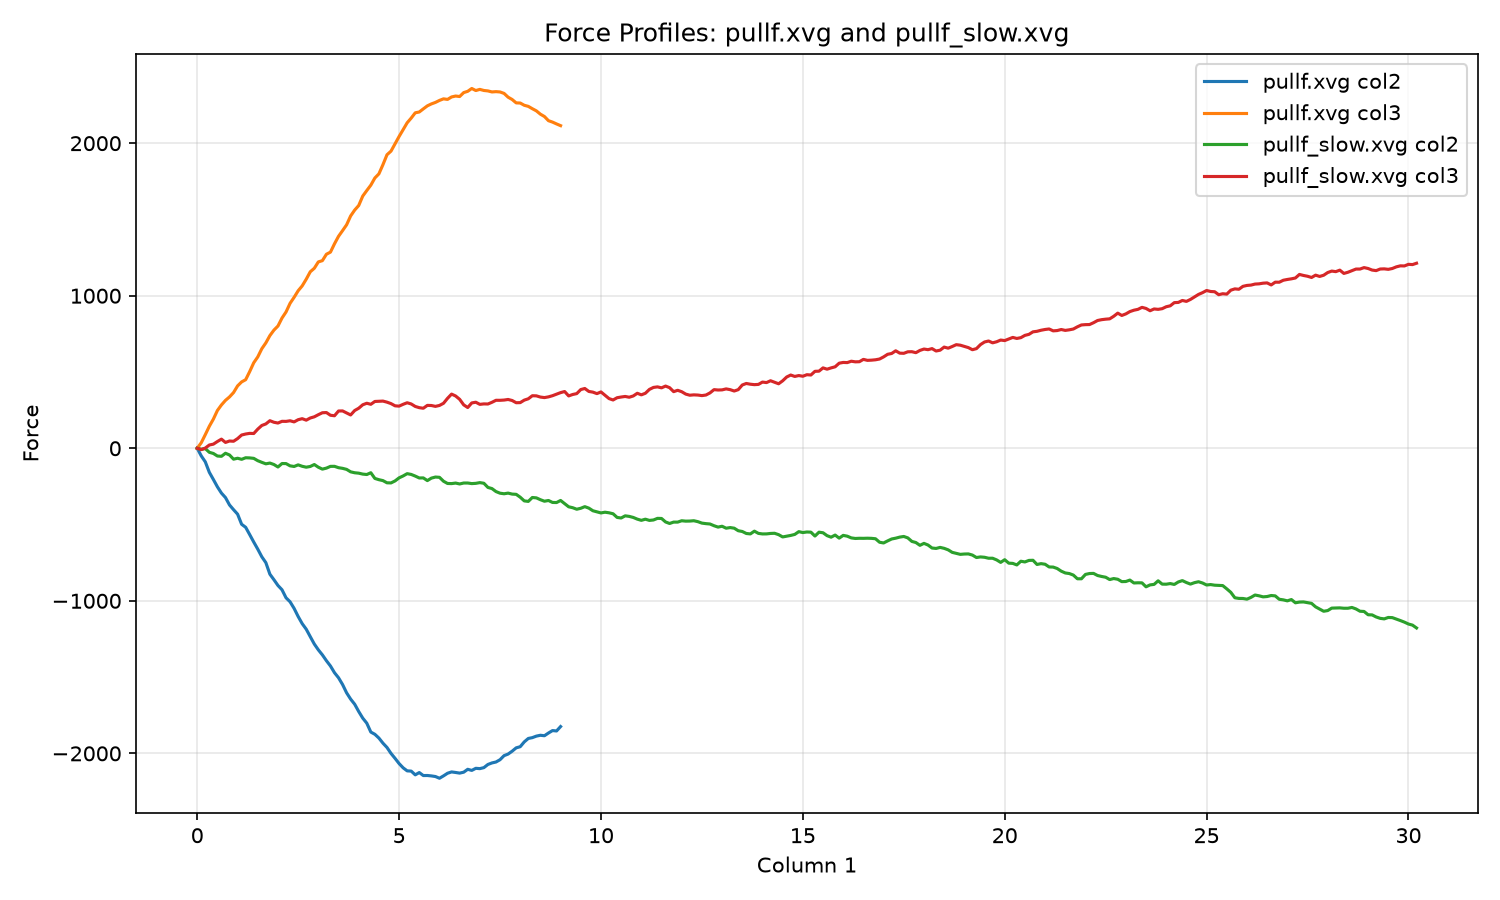 Force Profiles: pullf.xvg and pullf_slow.xvg
pullf.xvg col2
pullf.xvg col3
pullf_slow.xvg col2
pullf_slow.xvg col3
Force
2000
1000
0
−1000
−2000
0 5 10 15 20 25 30
Column 1